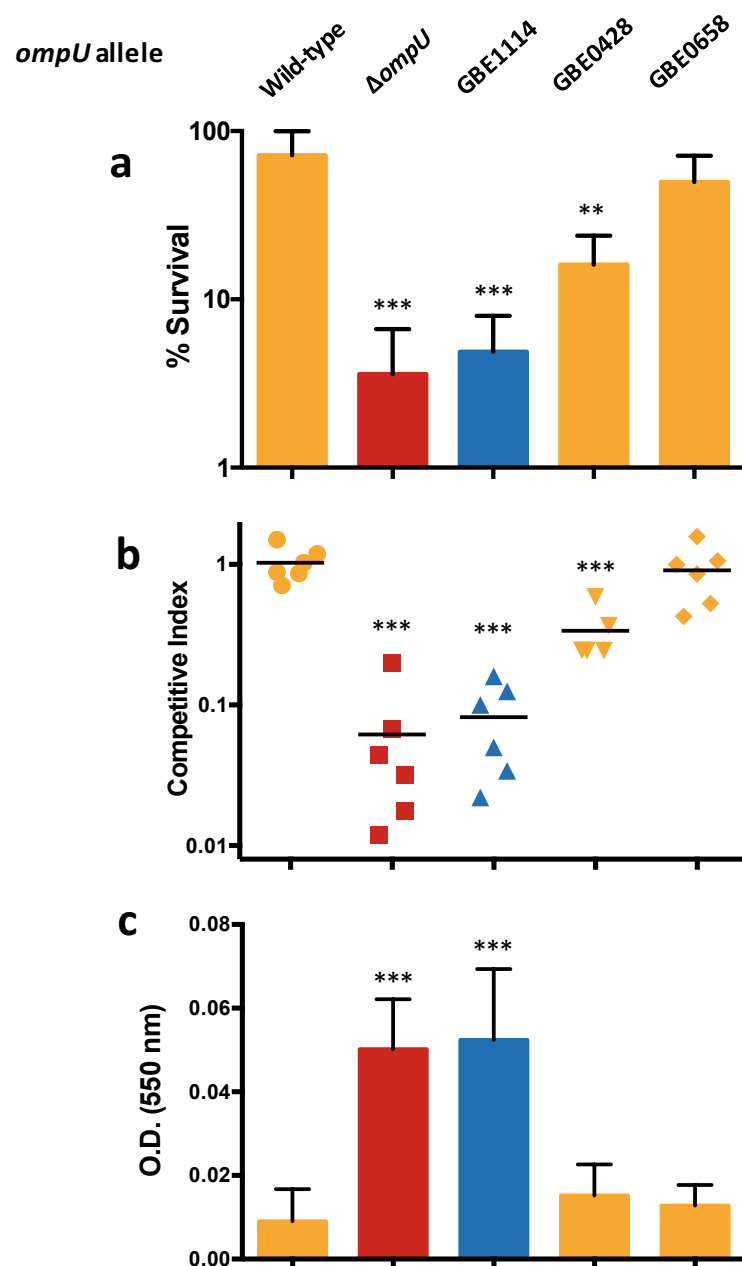 ompU allele
Wild-type
ΔompU
GBE1114
GBE0428
GBE0658
a
% Survival
100
10
1
***
***
**
b
Competitive Index
1
0.1
0.01
***
***
***
c
O.D. (550 nm)
0.08
0.06
0.04
0.02
0.00
***
***